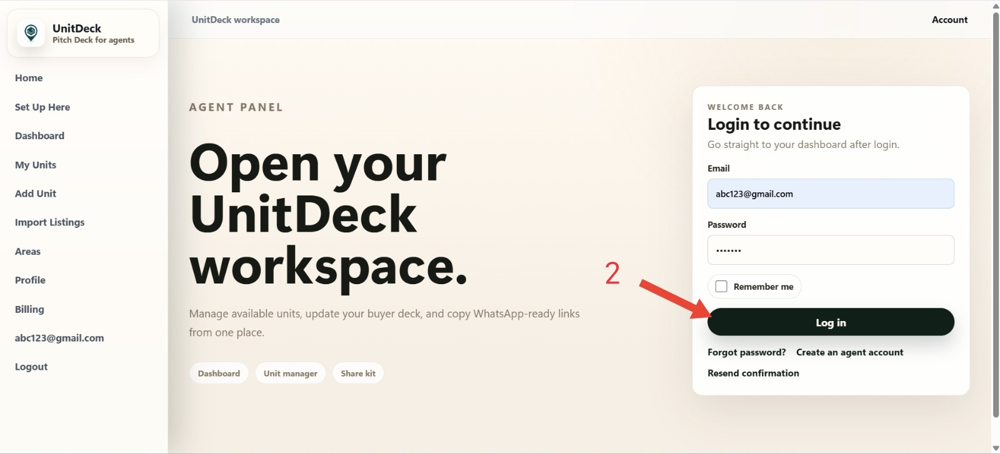 UnitDeck
Pitch Deck for agents
Home
Set Up Here
Dashboard
My Units
Add Unit
Import Listings
Areas
Profile
Billing
abc123@gmail.com
Logout
UnitDeck workspace
Account
AGENT PANEL
Open your
UnitDeck
workspace.
Manage available units, update your buyer deck, and copy WhatsApp-ready links
from one place.
Dashboard
Unit manager
Share kit
2
WELCOME BACK
Login to continue
Go straight to your dashboard after login.
Email
abc123@gmail.com
Password
•••••••
Remember me
Log in
Forgot password?
Create an agent account
Resend confirmation